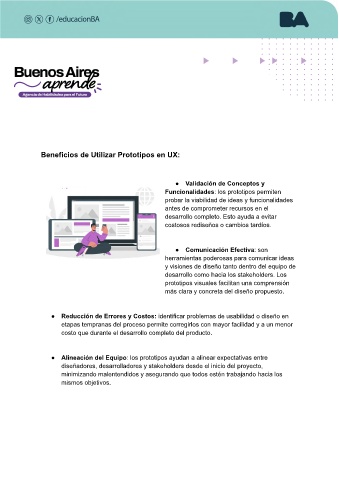 /educacionBA
BA
Buenos Aires
aprende
Agencia de Habilidades para el Futuro
Beneficios de Utilizar Prototipos en UX:
● Validación de Conceptos y
Funcionalidades: los prototipos permiten
probar la viabilidad de ideas y funcionalidades
antes de comprometer recursos en el
desarrollo completo. Esto ayuda a evitar
costosos rediseños o cambios tardíos.
● Comunicación Efectiva: son
herramientas poderosas para comunicar ideas
y visiones de diseño tanto dentro del equipo de
desarrollo como hacia los stakeholders. Los
prototipos visuales facilitan una comprensión
más clara y concreta del diseño propuesto.
● Reducción de Errores y Costos: identificar problemas de usabilidad o diseño en
etapas tempranas del proceso permite corregirlos con mayor facilidad y a un menor
costo que durante el desarrollo completo del producto.
● Alineación del Equipo: los prototipos ayudan a alinear expectativas entre
diseñadores, desarrolladores y stakeholders desde el inicio del proyecto,
minimizando malentendidos y asegurando que todos estén trabajando hacia los
mismos objetivos.